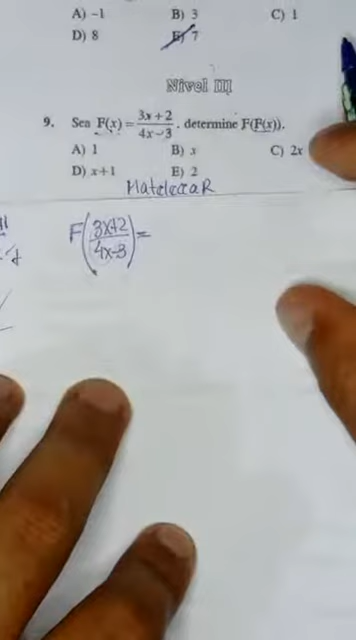 A) −1 B) 3 C) 1
D) 8 E) 7
Nivel III
9. Sea F(x) = (3x+2)/(4x−3), determine F(F(x)).
A) 1 B) x C) 2x
D) x+1 E) 2
MateleccaR
F((3x+2)/(4x-3)) =